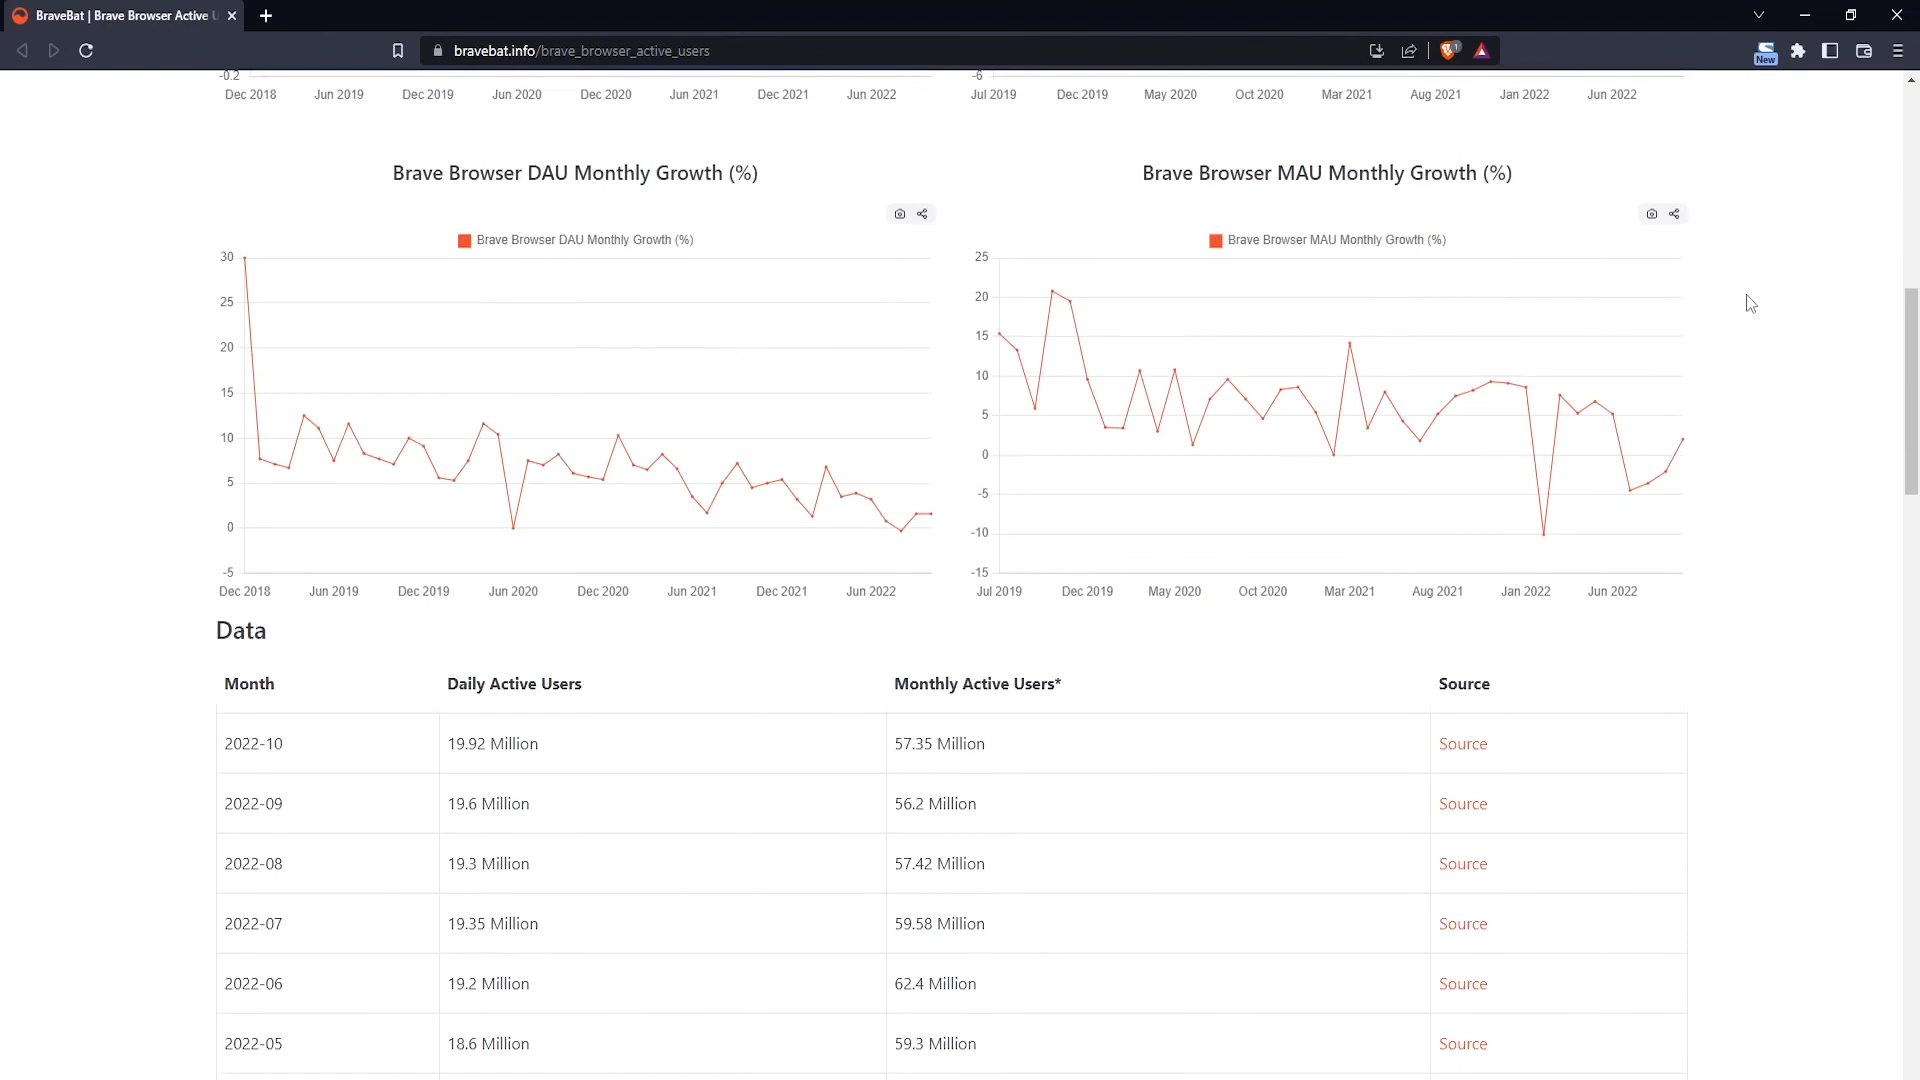 BraveBat | Brave Browser Active U
bravebat.info/brave_browser_active_users
1
New
-0.2
Dec 2018 Jun 2019 Dec 2019 Jun 2020 Dec 2020 Jun 2021 Dec 2021 Jun 2022
-6
Jul 2019 Dec 2019 May 2020 Oct 2020 Mar 2021 Aug 2021 Jan 2022 Jun 2022
Brave Browser DAU Monthly Growth (%)
Brave Browser DAU Monthly Growth (%)
30
25
20
15
10
5
0
-5
Dec 2018 Jun 2019 Dec 2019 Jun 2020 Dec 2020 Jun 2021 Dec 2021 Jun 2022
Brave Browser MAU Monthly Growth (%)
Brave Browser MAU Monthly Growth (%)
25
20
15
10
5
0
-5
-10
-15
Jul 2019 Dec 2019 May 2020 Oct 2020 Mar 2021 Aug 2021 Jan 2022 Jun 2022
Data
Month Daily Active Users Monthly Active Users* Source
2022-10 19.92 Million 57.35 Million Source
2022-09 19.6 Million 56.2 Million Source
2022-08 19.3 Million 57.42 Million Source
2022-07 19.35 Million 59.58 Million Source
2022-06 19.2 Million 62.4 Million Source
2022-05 18.6 Million 59.3 Million Source